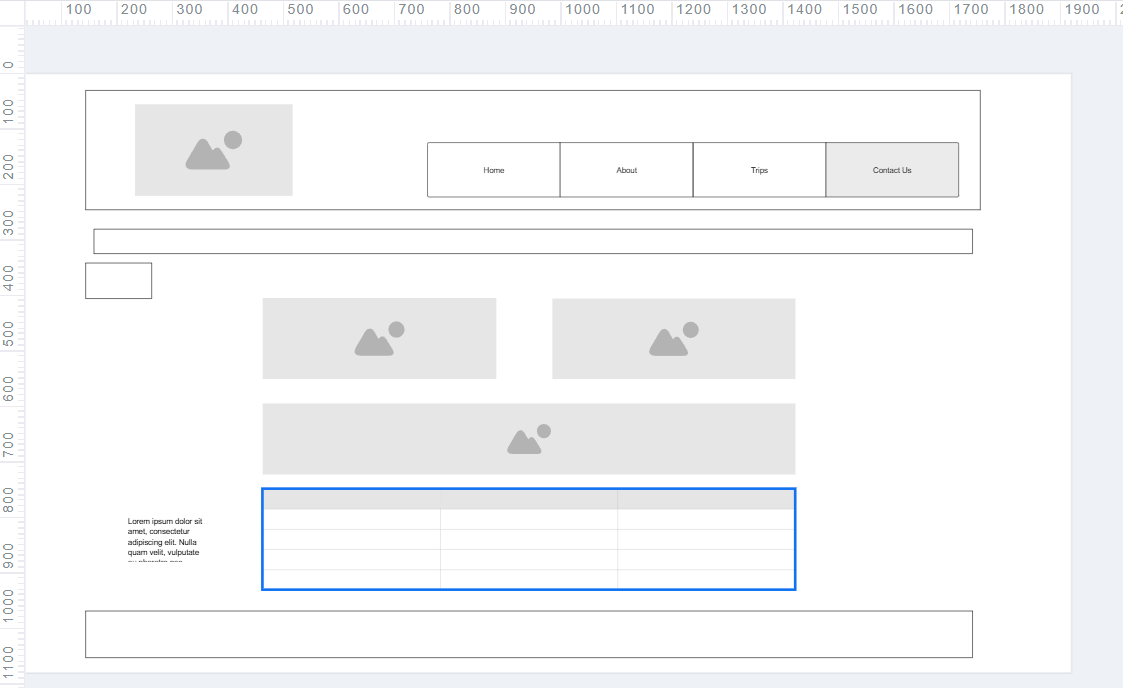 100 200 300 400 500 600 700 800 900 1000 1100 1200 1300 1400 1500 1600 1700 1800 1900
0
100
200
300
400
500
600
700
800
900
1000
1100
Home About Trips Contact Us
Lorem ipsum dolor sit
amet, consectetur
adipiscing elit. Nulla
quam velit, vulputate